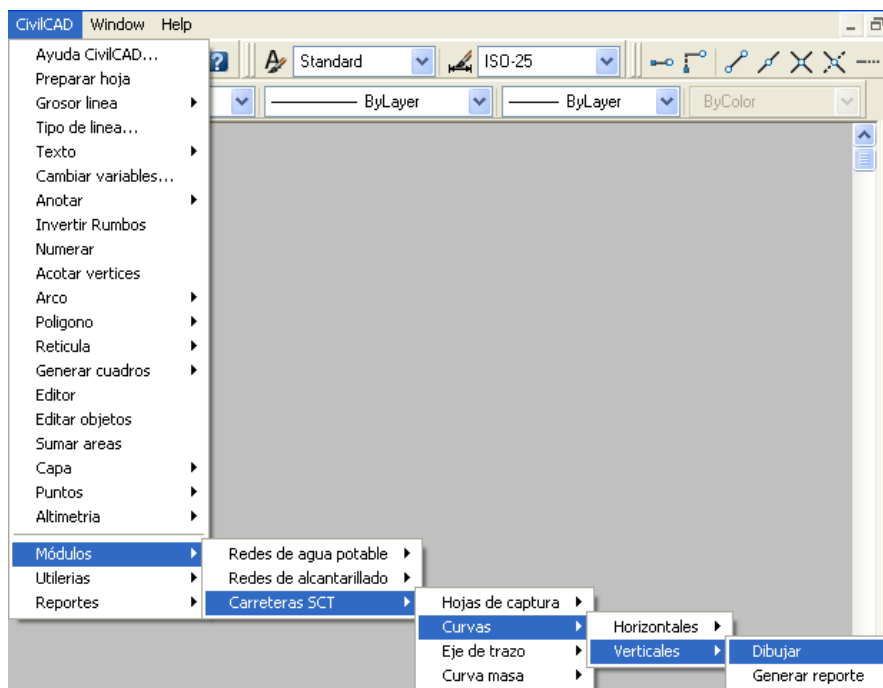 CivilCAD Window Help
Ayuda CivilCAD...
Standard
ISO-25
Preparar hoja
Grosor linea
ByLayer
ByLayer
ByColor
Tipo de linea...
Texto
Cambiar variables...
Anotar
Invertir Rumbos
Numerar
Acotar vertices
Arco
Poligono
Reticula
Generar cuadros
Editor
Editar objetos
Sumar areas
Capa
Puntos
Altimetria
Módulos
Utilerias
Reportes
Redes de agua potable
Redes de alcantarillado
Carreteras SCT
Hojas de captura
Curvas
Eje de trazo
Curva masa
Horizontales
Verticales
Dibujar
Generar reporte